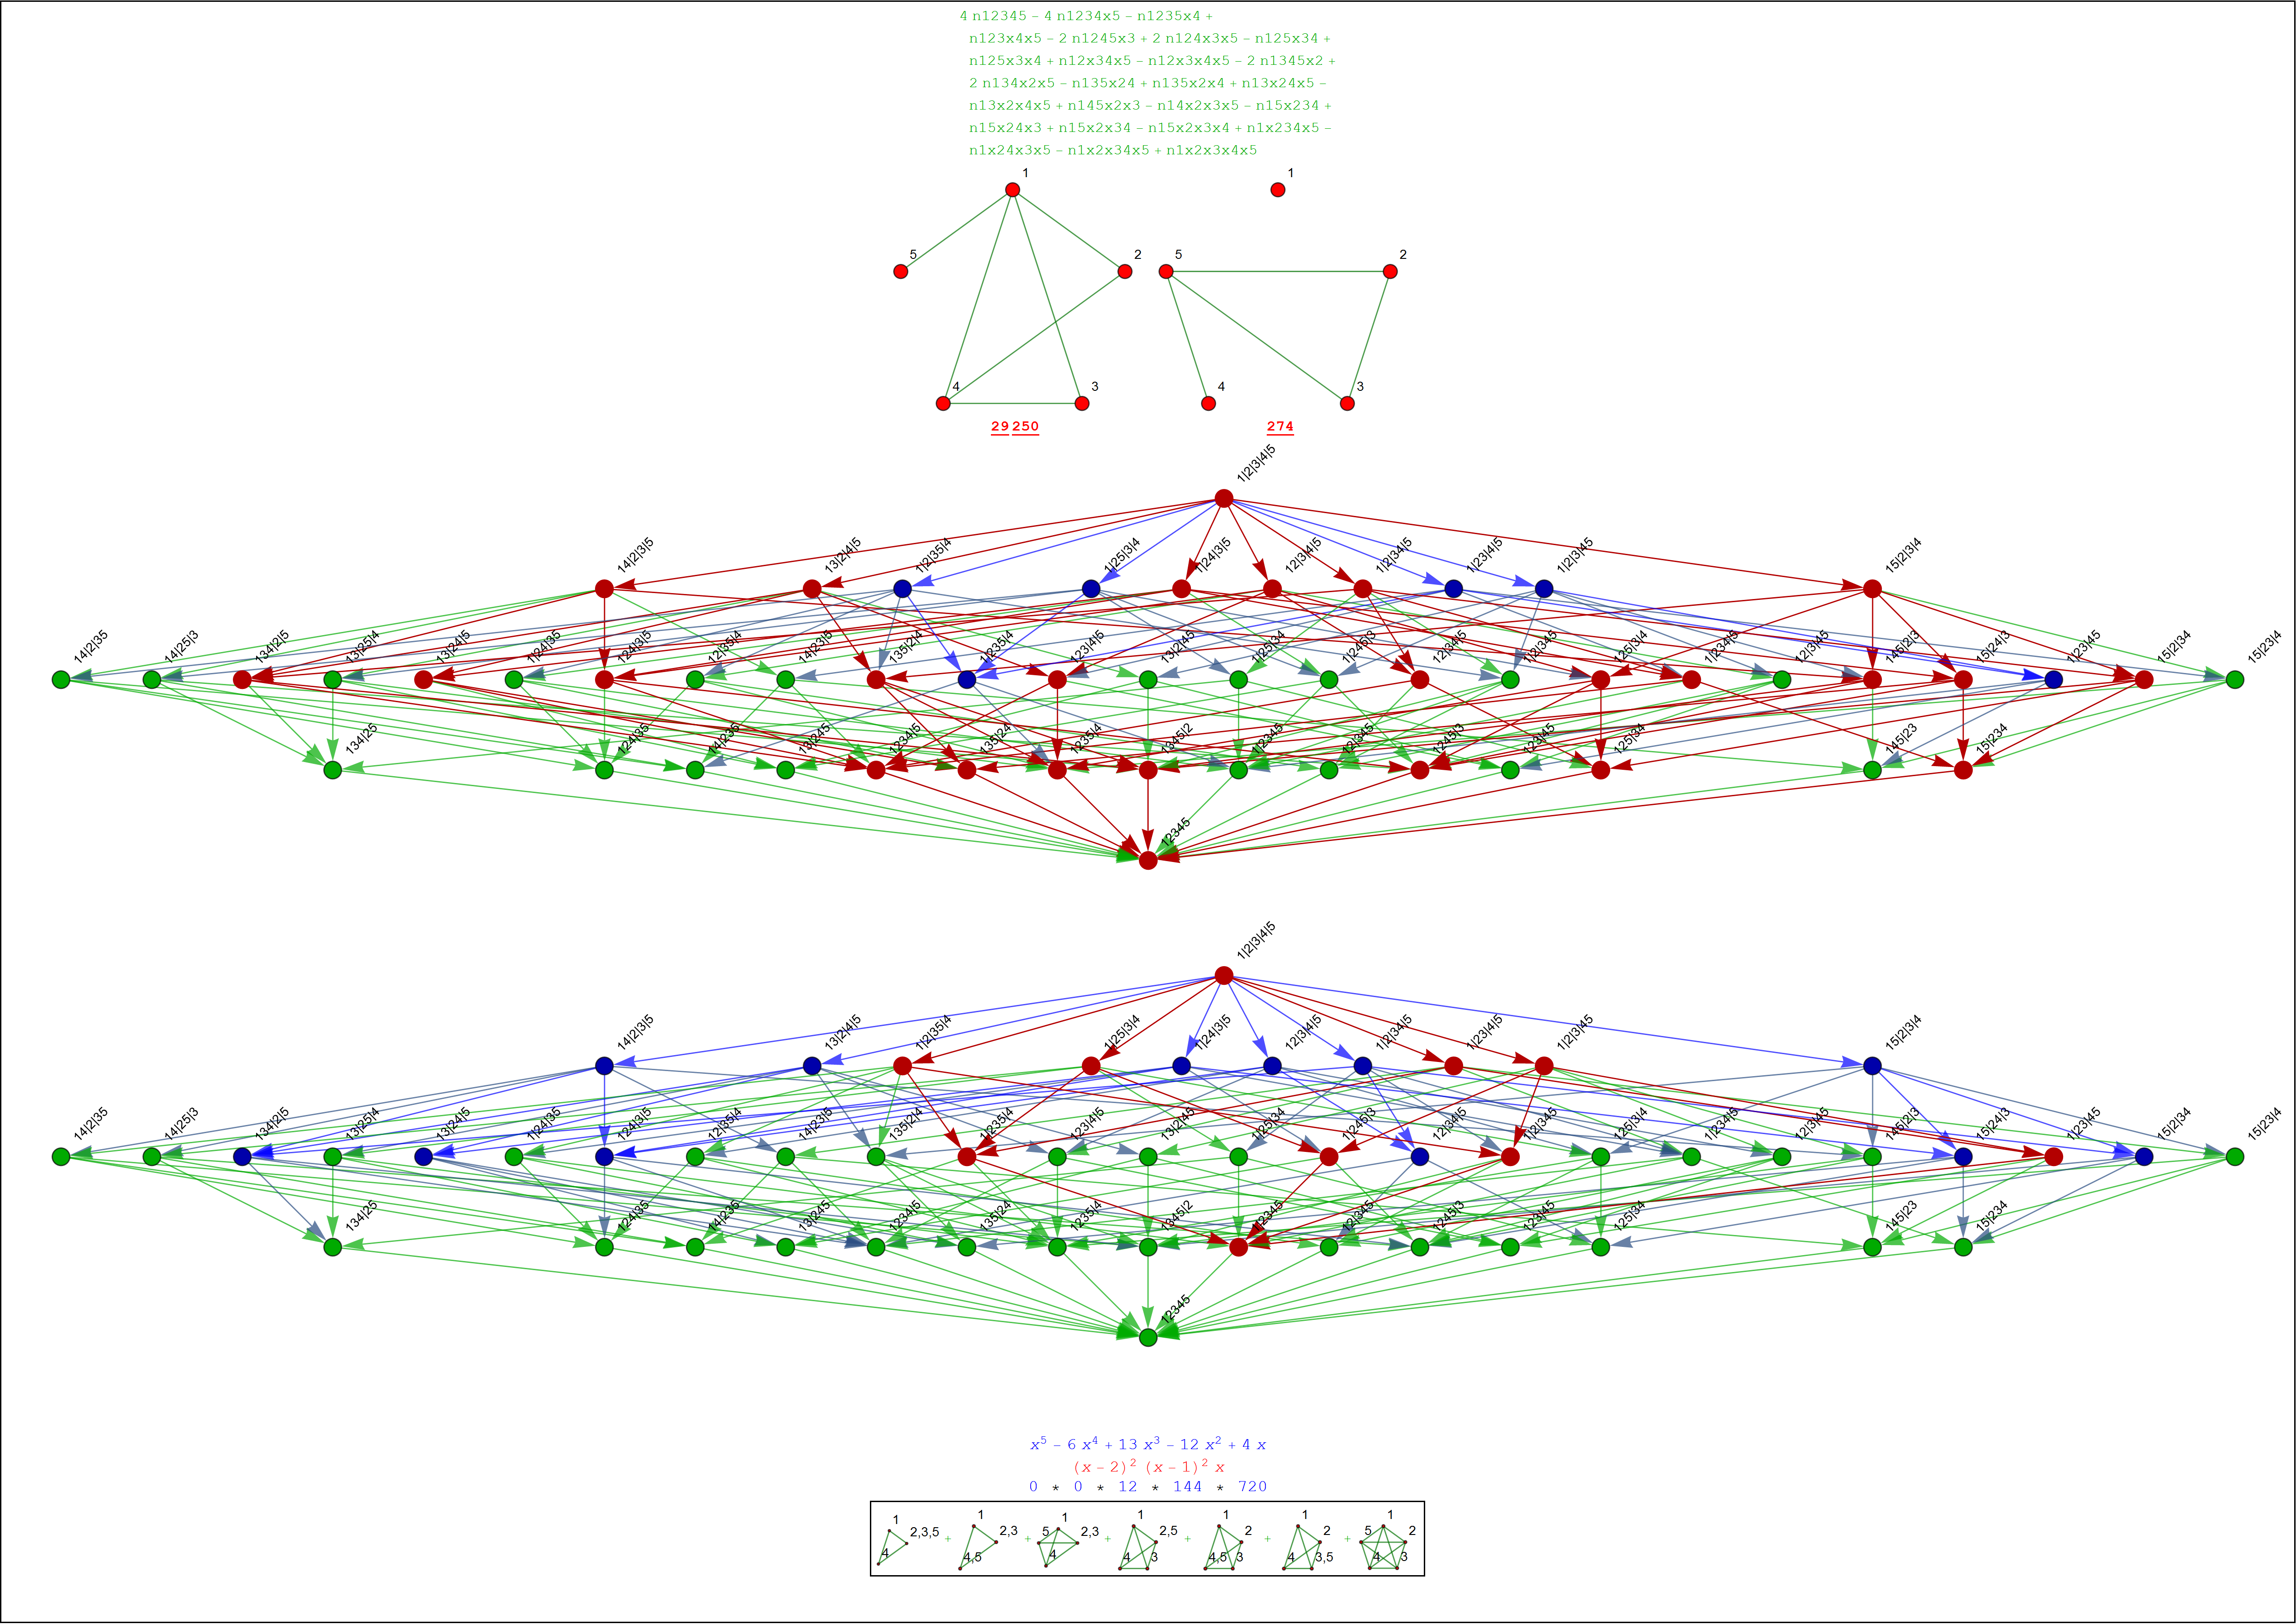 4 n12345 – 4 n1234x5 – n1235x4 +
n123x4x5 – 2 n1245x3 + 2 n124x3x5 – n125x34 +
n125x3x4 + n12x34x5 – n12x3x4x5 – 2 n1345x2 +
2 n134x2x5 – n135x24 + n135x2x4 + n13x24x5 –
n13x2x4x5 + n145x2x3 – n14x2x3x5 – n15x234 +
n15x24x3 + n15x2x34 – n15x2x3x4 + n1x234x5 –
n1x24x3x5 – n1x2x34x5 + n1x2x3x4x5
1 1
5 2 5 2
4 3 4 3
29 250 274
1|2|3|4|5
14|2|3|5 13|2|4|5 1|2|35|4 1|25|3|4 1|24|3|5 12|3|4|5 1|2|34|5 1|23|4|5 1|2|3|45 15|2|3|4
14|2|35 14|25|3 134|2|5 13|25|4 13|24|5 1|24|35 124|3|5 12|35|4 14|23|5 135|2|4 1|235|4 123|4|5 13|2|45 1|25|34 1|245|3 12|34|5 1|2|345 125|3|4 1|234|5 12|3|45 145|2|3 15|24|3 1|23|45 15|2|34 15|23|4
134|25 124|35 14|235 13|245 1234|5 135|24 1235|4 1345|2 1|2345 12|345 1245|3 123|45 125|34 145|23 15|234
12345
1|2|3|4|5
14|2|3|5 13|2|4|5 1|2|35|4 1|25|3|4 1|24|3|5 12|3|4|5 1|2|34|5 1|23|4|5 1|2|3|45 15|2|3|4
14|2|35 14|25|3 134|2|5 13|25|4 13|24|5 1|24|35 124|3|5 12|35|4 14|23|5 135|2|4 1|235|4 123|4|5 13|2|45 1|25|34 1|245|3 12|34|5 1|2|345 125|3|4 1|234|5 12|3|45 145|2|3 15|24|3 1|23|45 15|2|34 15|23|4
134|25 124|35 14|235 13|245 1234|5 135|24 1235|4 1345|2 1|2345 12|345 1245|3 123|45 125|34 145|23 15|234
12345
x⁵ – 6 x⁴ + 13 x³ – 12 x² + 4 x
(x – 2)² (x – 1)² x
0 * 0 * 12 * 144 * 720
1 2,3,5 4 + 1 2,3 4,5 + 1 5 2,3 4 + 1 2,5 4 3 + 1 2 4,5 3 + 1 2 4 3,5 + 1 5 2 4 3